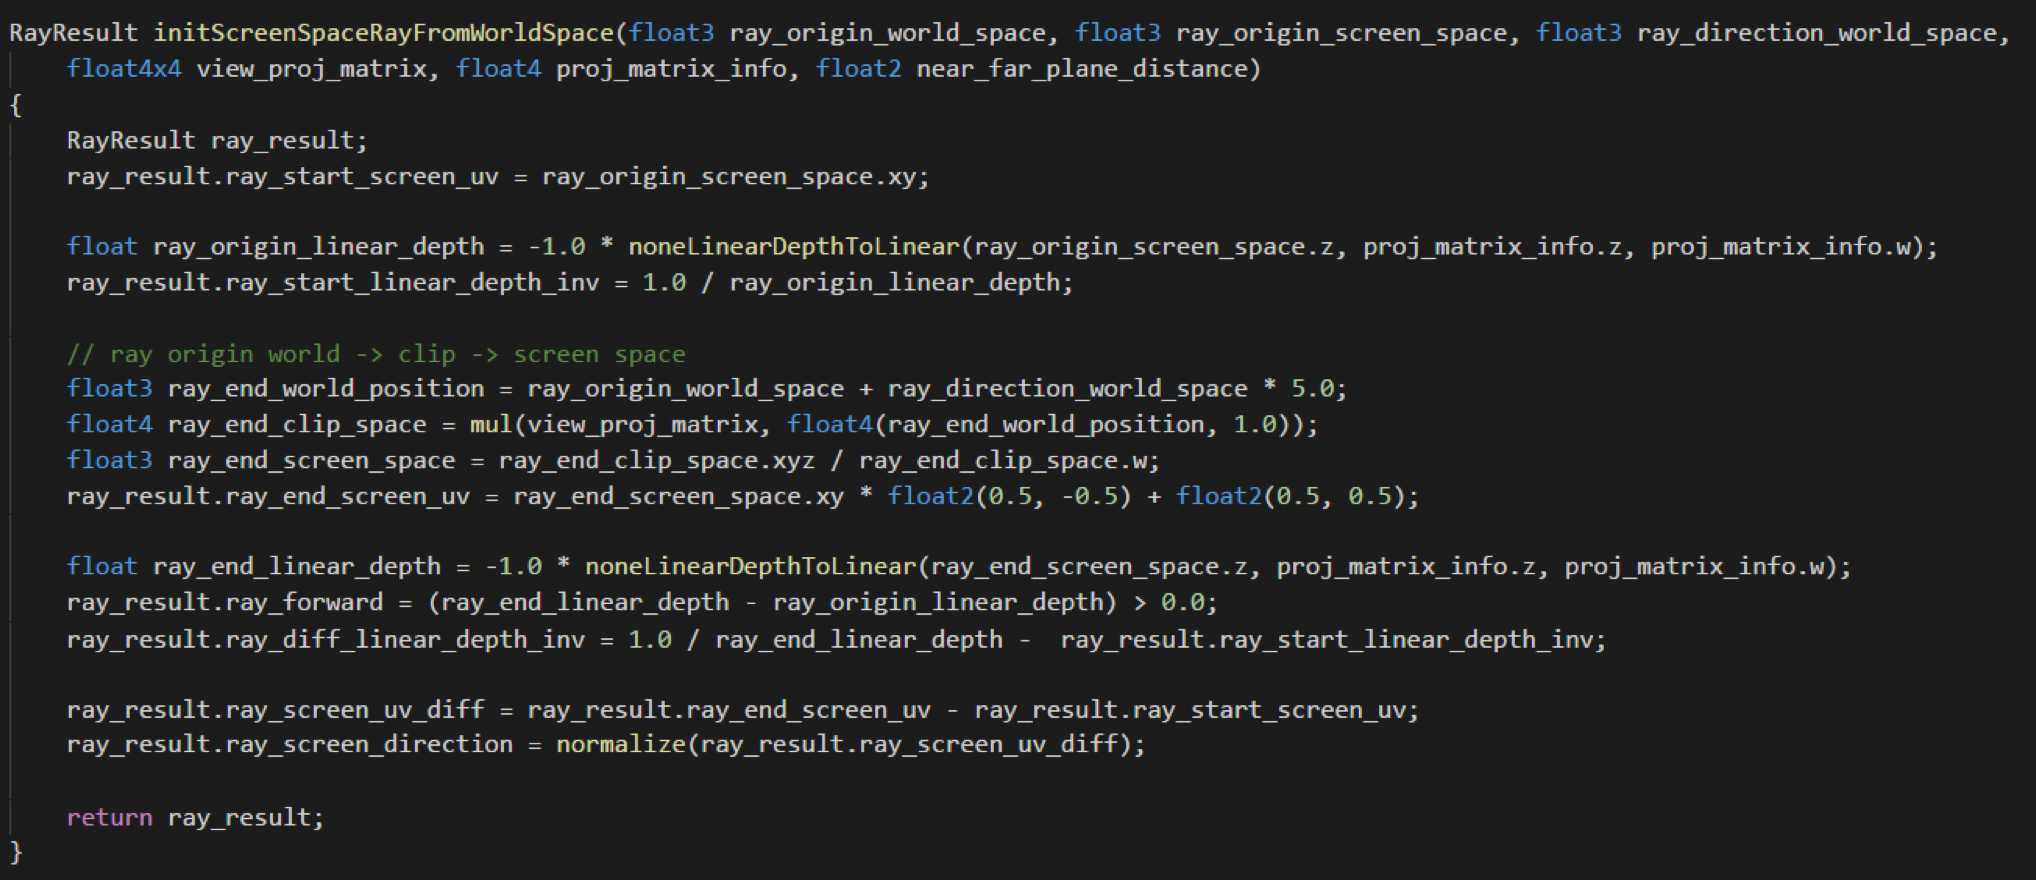 RayResult initScreenSpaceRayFromWorldSpace(float3 ray_origin_world_space, float3 ray_origin_screen_space, float3 ray_direction_world_space,
    float4x4 view_proj_matrix, float4 proj_matrix_info, float2 near_far_plane_distance)
{
    RayResult ray_result;
    ray_result.ray_start_screen_uv = ray_origin_screen_space.xy;

    float ray_origin_linear_depth = -1.0 * noneLinearDepthToLinear(ray_origin_screen_space.z, proj_matrix_info.z, proj_matrix_info.w);
    ray_result.ray_start_linear_depth_inv = 1.0 / ray_origin_linear_depth;

    // ray origin world -> clip -> screen space
    float3 ray_end_world_position = ray_origin_world_space + ray_direction_world_space * 5.0;
    float4 ray_end_clip_space = mul(view_proj_matrix, float4(ray_end_world_position, 1.0));
    float3 ray_end_screen_space = ray_end_clip_space.xyz / ray_end_clip_space.w;
    ray_result.ray_end_screen_uv = ray_end_screen_space.xy * float2(0.5, -0.5) + float2(0.5, 0.5);

    float ray_end_linear_depth = -1.0 * noneLinearDepthToLinear(ray_end_screen_space.z, proj_matrix_info.z, proj_matrix_info.w);
    ray_result.ray_forward = (ray_end_linear_depth - ray_origin_linear_depth) > 0.0;
    ray_result.ray_diff_linear_depth_inv = 1.0 / ray_end_linear_depth -  ray_result.ray_start_linear_depth_inv;

    ray_result.ray_screen_uv_diff = ray_result.ray_end_screen_uv - ray_result.ray_start_screen_uv;
    ray_result.ray_screen_direction = normalize(ray_result.ray_screen_uv_diff);

    return ray_result;
}